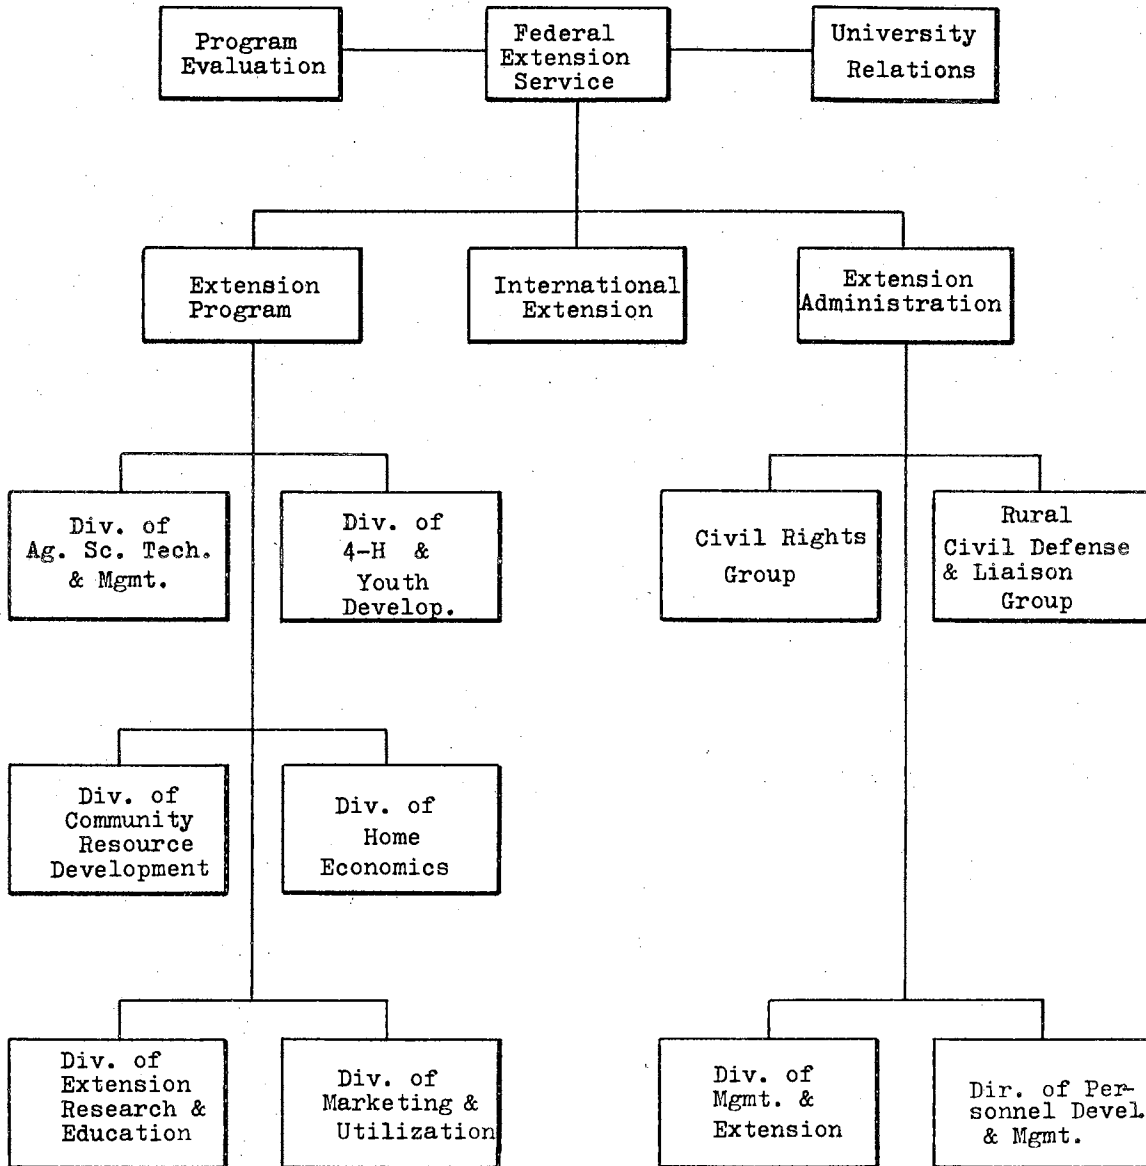 Program
Evaluation
Federal
Extension
Service
University
Relations
Extension
Program
International
Extension
Extension
Administration
Div. of
Ag. Sc. Tech.
& Mgmt.
Div. of
4-H &
Youth
Develop.
Civil Rights
Group
Rural
Civil Defense
& Liaison
Group
Div. of
Community
Resource
Development
Div. of
Home
Economics
Div. of
Extension
Research &
Education
Div. of
Marketing &
Utilization
Div. of
Mgmt. &
Extension
Dir. of Per-
sonnel Devel.
& Mgmt.